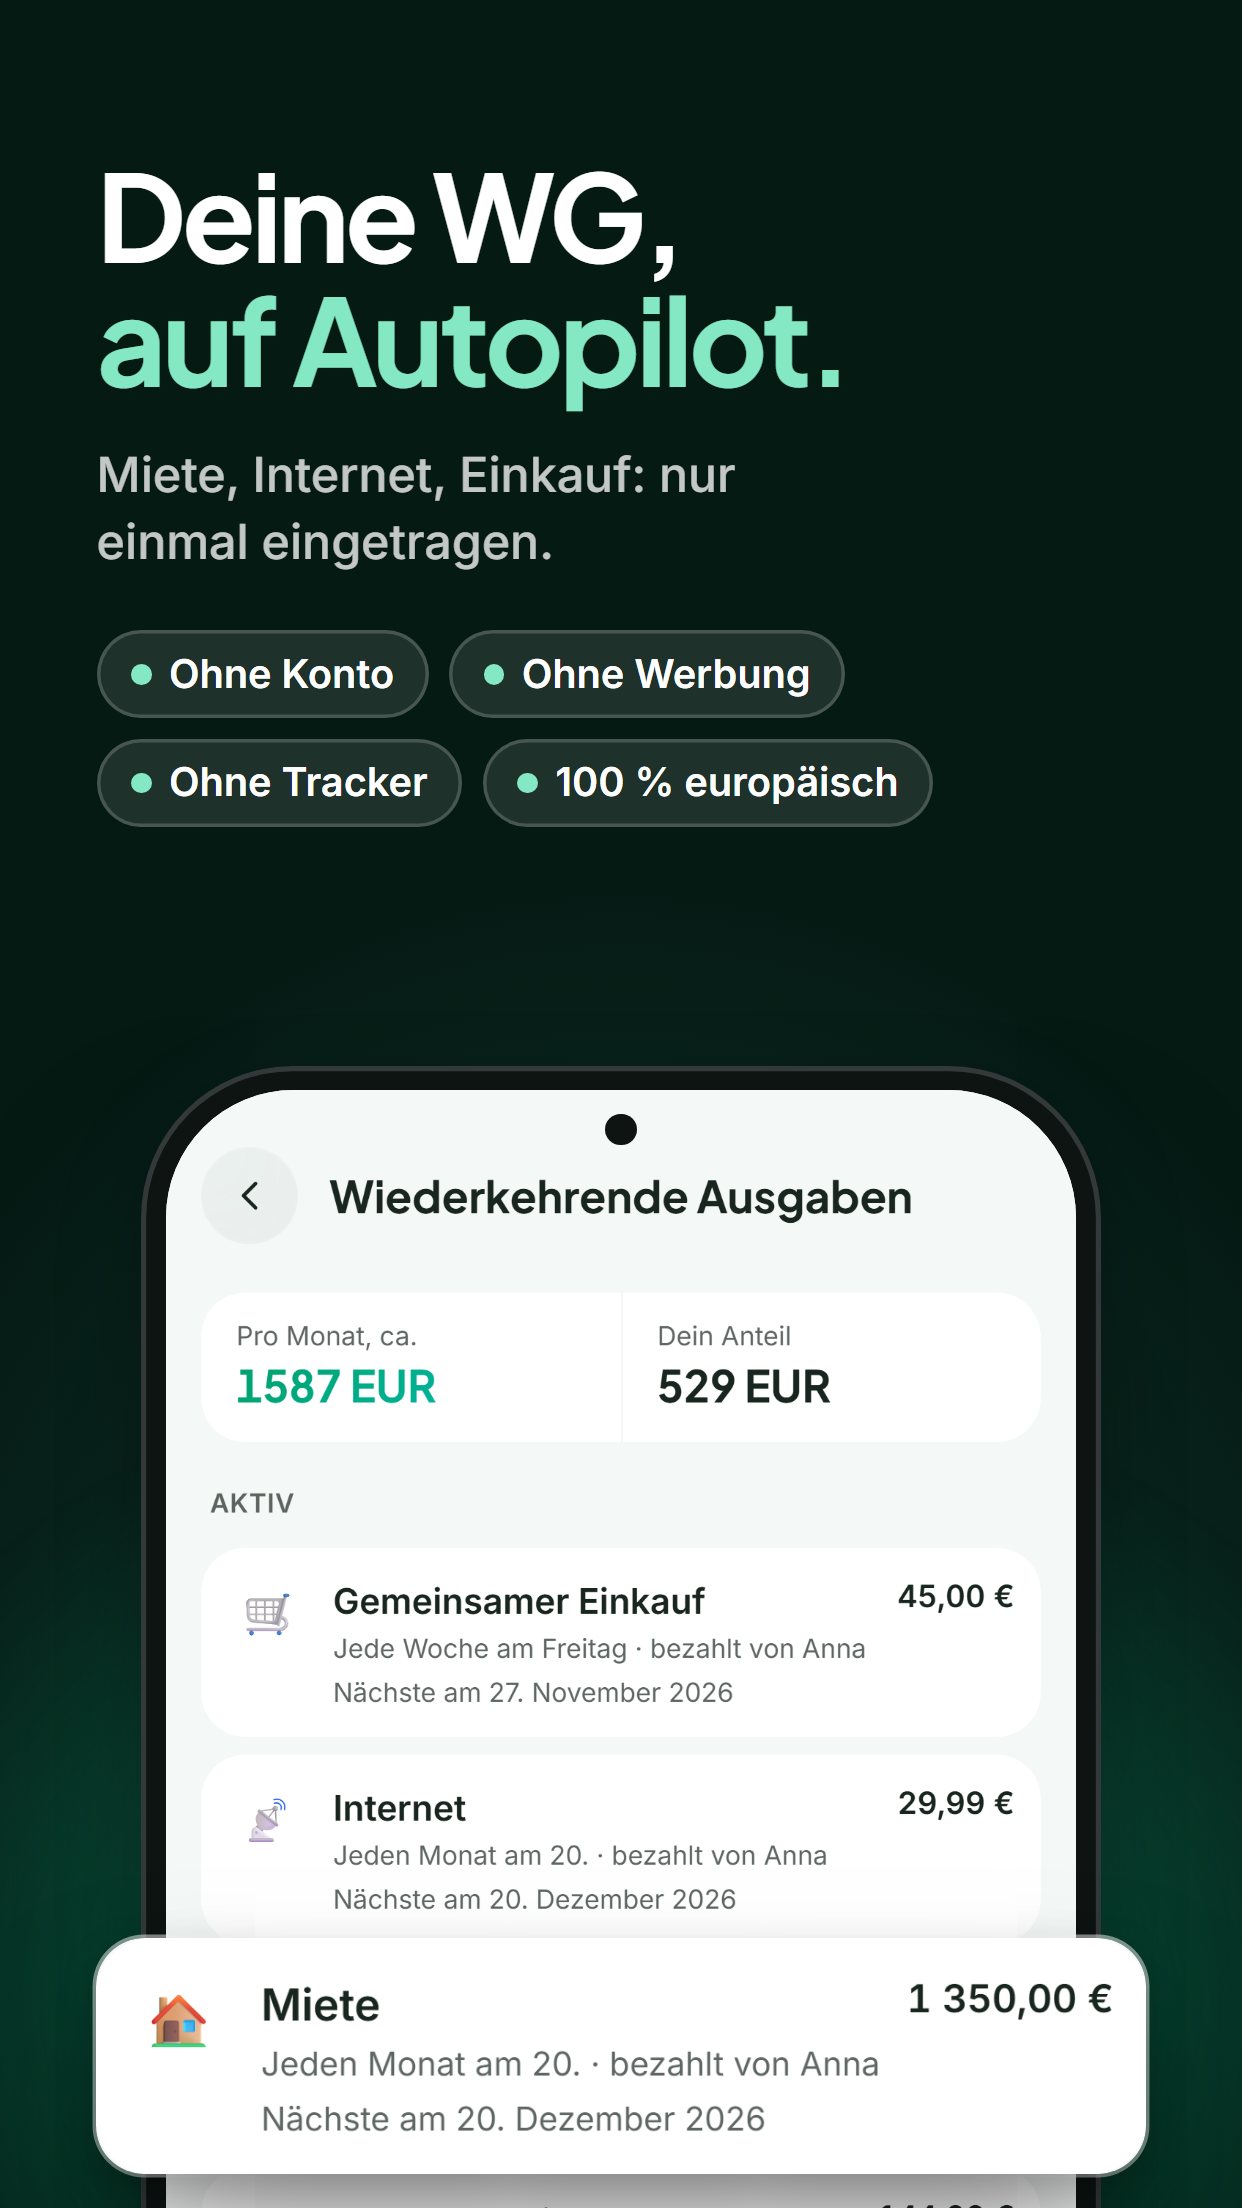 Deine WG,
auf Autopilot.
Miete, Internet, Einkauf: nur
einmal eingetragen.
Ohne Konto
Ohne Werbung
Ohne Tracker
100 % europäisch
Wiederkehrende Ausgaben
Pro Monat, ca.
Dein Anteil
1587 EUR
529 EUR
AKTIV
Gemeinsamer Einkauf
45,00 €
Jede Woche am Freitag · bezahlt von Anna
Nächste am 27. November 2026
Internet
29,99 €
Jeden Monat am 20. · bezahlt von Anna
Nächste am 20. Dezember 2026
Miete
1 350,00 €
Jeden Monat am 20. · bezahlt von Anna
Nächste am 20. Dezember 2026